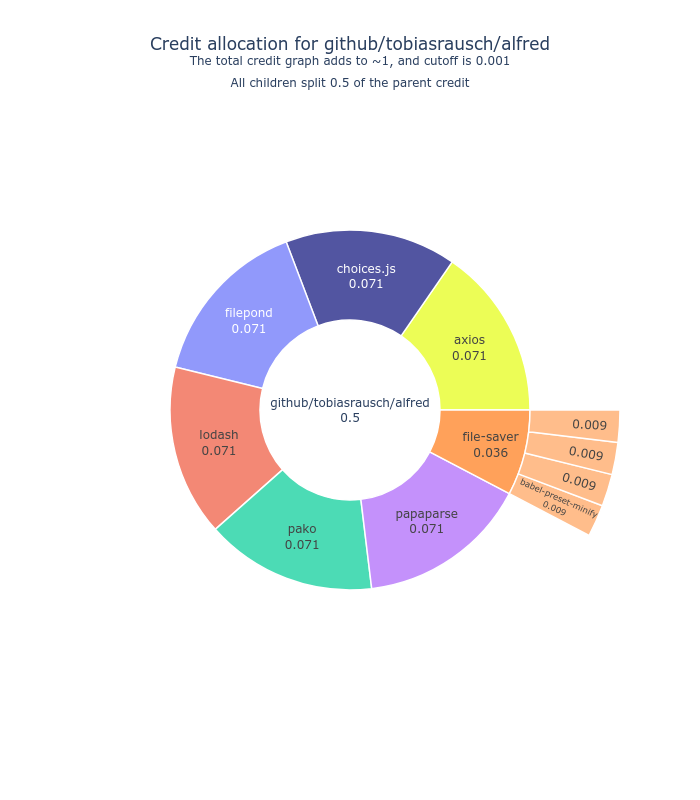 Credit allocation for github/tobiasrausch/alfred
The total credit graph adds to ~1, and cutoff is 0.001
All children split 0.5 of the parent credit
choices.js
0.071
filepond
0.071
axios
0.071
github/tobiasrausch/alfred
0.5
lodash
0.071
file-saver
0.036
0.009
0.009
0.009
babel-preset-minify
0.009
papaparse
0.071
pako
0.071